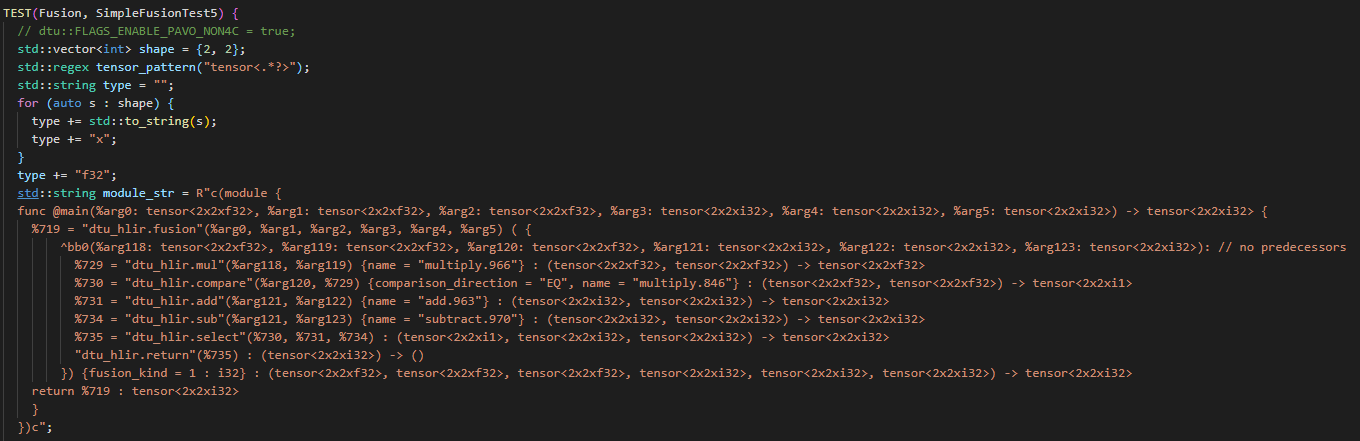 TEST(Fusion, SimpleFusionTest5) {
  // dtu::FLAGS_ENABLE_PAVO_NON4C = true;
  std::vector<int> shape = {2, 2};
  std::regex tensor_pattern("tensor<.*?>");
  std::string type = "";
  for (auto s : shape) {
    type += std::to_string(s);
    type += "x";
  }
  type += "f32";
  std::string module_str = R"c(module {
  func @main(%arg0: tensor<2x2xf32>, %arg1: tensor<2x2xf32>, %arg2: tensor<2x2xf32>, %arg3: tensor<2x2xi32>, %arg4: tensor<2x2xi32>, %arg5: tensor<2x2xi32>) -> tensor<2x2xi32> {
    %719 = "dtu_hlir.fusion"(%arg0, %arg1, %arg2, %arg3, %arg4, %arg5) ( {
        ^bb0(%arg118: tensor<2x2xf32>, %arg119: tensor<2x2xf32>, %arg120: tensor<2x2xf32>, %arg121: tensor<2x2xi32>, %arg122: tensor<2x2xi32>, %arg123: tensor<2x2xi32>): // no predecessors
          %729 = "dtu_hlir.mul"(%arg118, %arg119) {name = "multiply.966"} : (tensor<2x2xf32>, tensor<2x2xf32>) -> tensor<2x2xf32>
          %730 = "dtu_hlir.compare"(%arg120, %729) {comparison_direction = "EQ", name = "multiply.846"} : (tensor<2x2xf32>, tensor<2x2xf32>) -> tensor<2x2xi1>
          %731 = "dtu_hlir.add"(%arg121, %arg122) {name = "add.963"} : (tensor<2x2xi32>, tensor<2x2xi32>) -> tensor<2x2xi32>
          %734 = "dtu_hlir.sub"(%arg121, %arg123) {name = "subtract.970"} : (tensor<2x2xi32>, tensor<2x2xi32>) -> tensor<2x2xi32>
          %735 = "dtu_hlir.select"(%730, %731, %734) : (tensor<2x2xi1>, tensor<2x2xi32>, tensor<2x2xi32>) -> tensor<2x2xi32>
          "dtu_hlir.return"(%735) : (tensor<2x2xi32>) -> ()
        }) {fusion_kind = 1 : i32} : (tensor<2x2xf32>, tensor<2x2xf32>, tensor<2x2xf32>, tensor<2x2xi32>, tensor<2x2xi32>, tensor<2x2xi32>) -> tensor<2x2xi32>
    return %719 : tensor<2x2xi32>
    }
  })c";